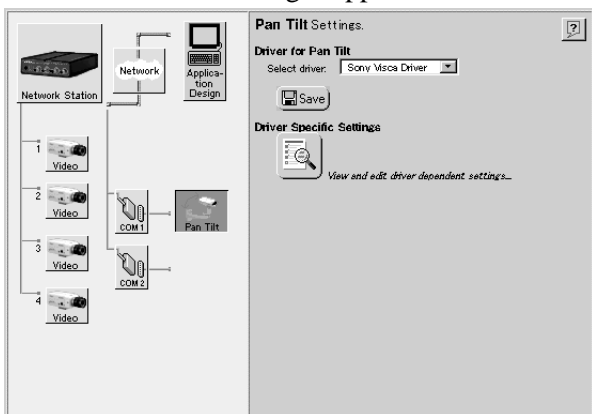 Network Station
Network
Applica-
tion
Design
1
Video
2
Video
3
Video
4
Video
COM 1
Pan Tilt
COM 2
Pan Tilt Settings.
?
Driver for Pan Tilt
Select driver: Sony Visca Driver
Save
Driver Specific Settings
View and edit driver dependent settings...